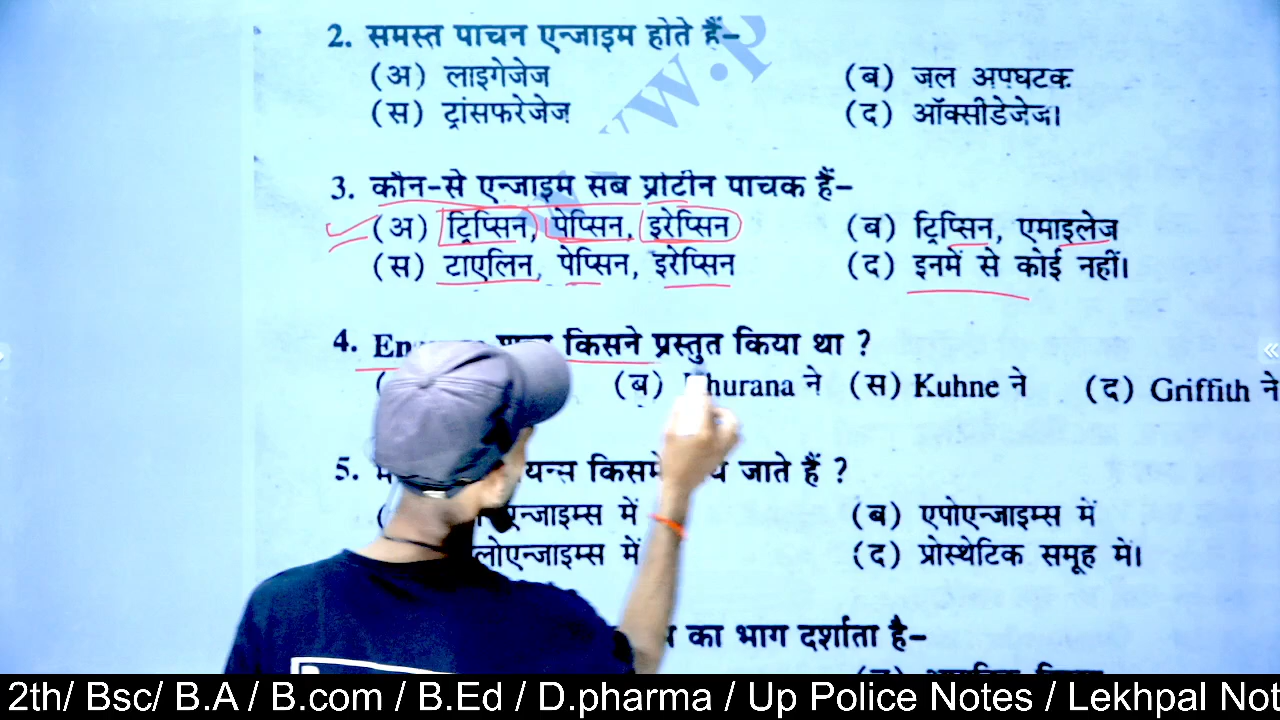 2. समस्त पाचन एन्जाइम होते हैं–
(अ) लाइगेजेज (ब) जल अपघटक
(स) ट्रांसफरेजेज (द) ऑक्सीडेजेज।
3. कौन-से एन्जाइम सब प्रोटीन पाचक हैं–
(अ) ट्रिप्सिन, पेप्सिन, इरेप्सिन (ब) ट्रिप्सिन, एमाइलेज
(स) टाएलिन, पेप्सिन, इरेप्सिन (द) इनमें से कोई नहीं।
4. किसने प्रस्तुत किया था ?
(ब) ने (स) Kuhne ने (द) Griffith ने
5. जाते हैं ?
में (ब) एपोएन्जाइम्स में
में (द) प्रोस्थेटिक समूह में।
का भाग दर्शाता है–
2th/ Bsc/ B.A / B.com / B.Ed / D.pharma / Up Police Notes / Lekhpal Not